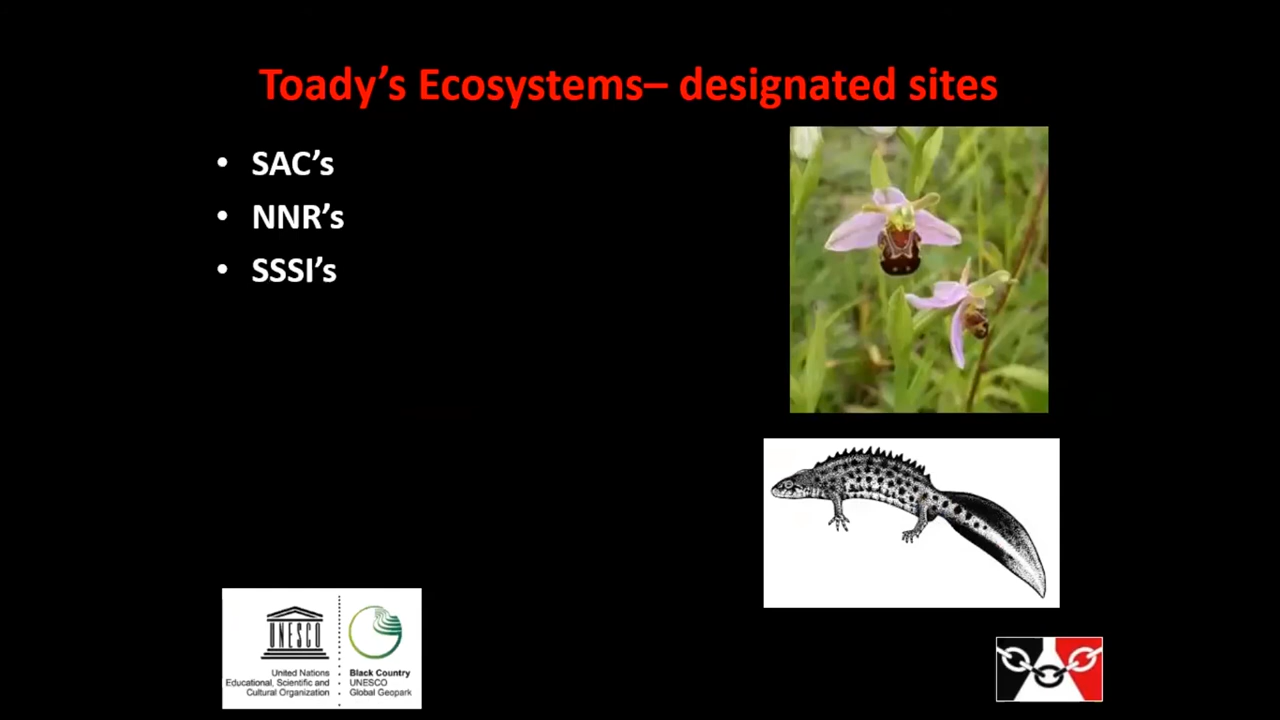 Toady’s Ecosystems– designated sites
• SAC’s
• NNR’s
• SSSI’s
UNESCO
United Nations
Educational, Scientific and
Cultural Organization
Black Country
UNESCO
Global Geopark